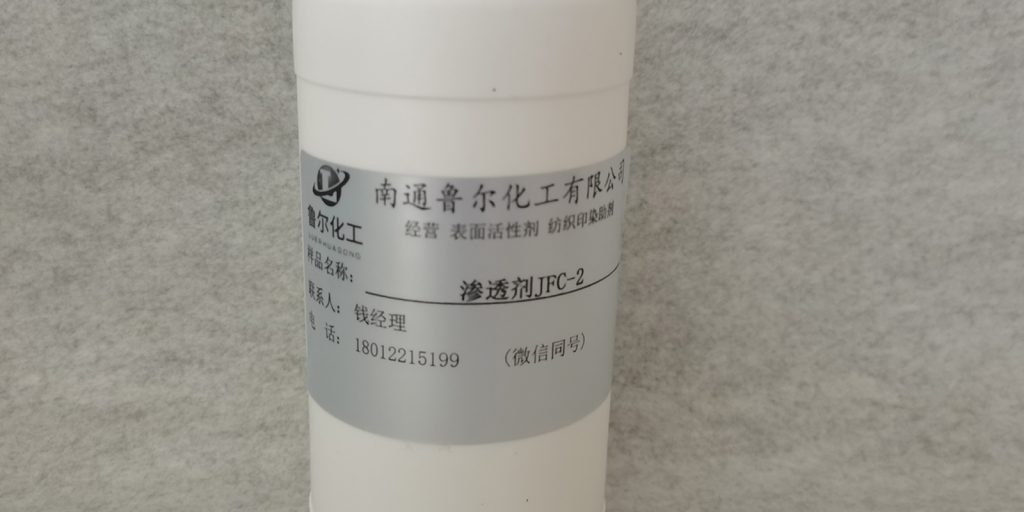 南通鲁尔化工有限公司
鲁尔化工
经营 表面活性剂 纺织印染助剂
样品名称： 渗透剂JFC-2
联系人： 钱经理
电 话： 18012215199 （微信同号）